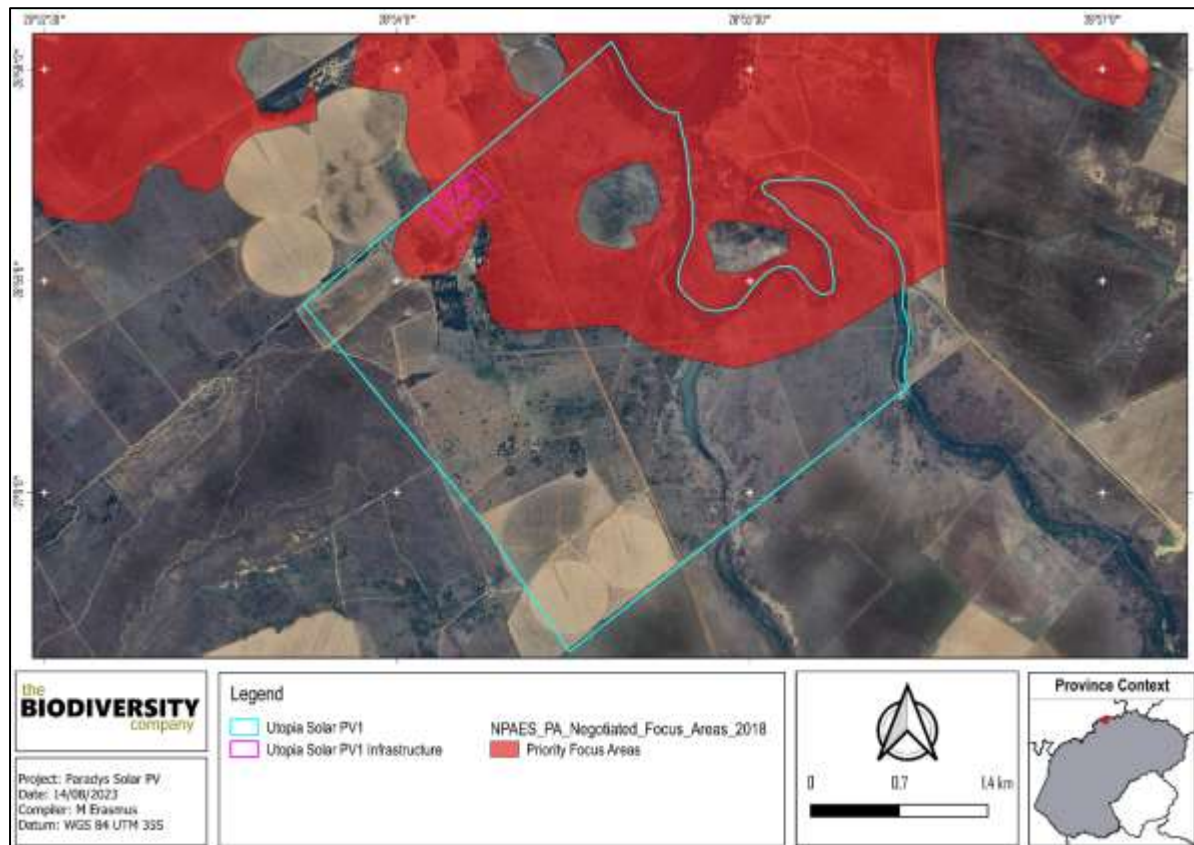 the
BIODIVERSITY
company
Project: Paradys Solar PV
Date: 14/08/2023
Compiler: M Erasmus
Datum: WGS 84 UTM 35S
Legend
Utopia Solar PV1
Utopia Solar PV1 Infrastructure
NPAES_PA_Negotiated_Focus_Areas_2018
Priority Focus Areas
0 0.7 1.4 km
Province Context